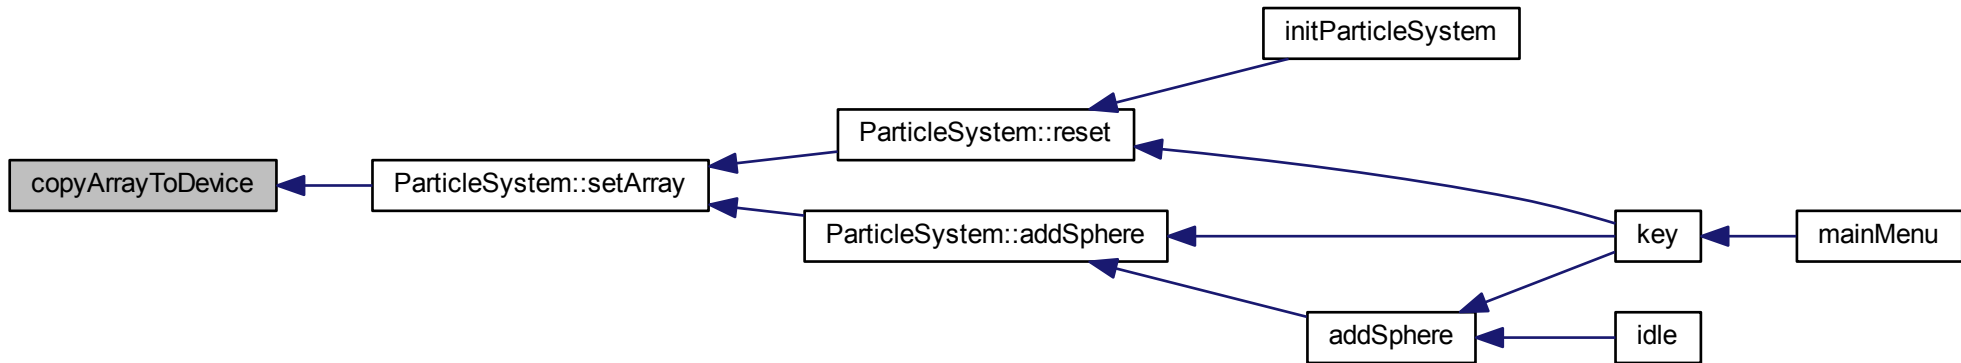 initParticleSystem
ParticleSystem::reset
copyArrayToDevice
ParticleSystem::setArray
ParticleSystem::addSphere
key
mainMenu
addSphere
idle